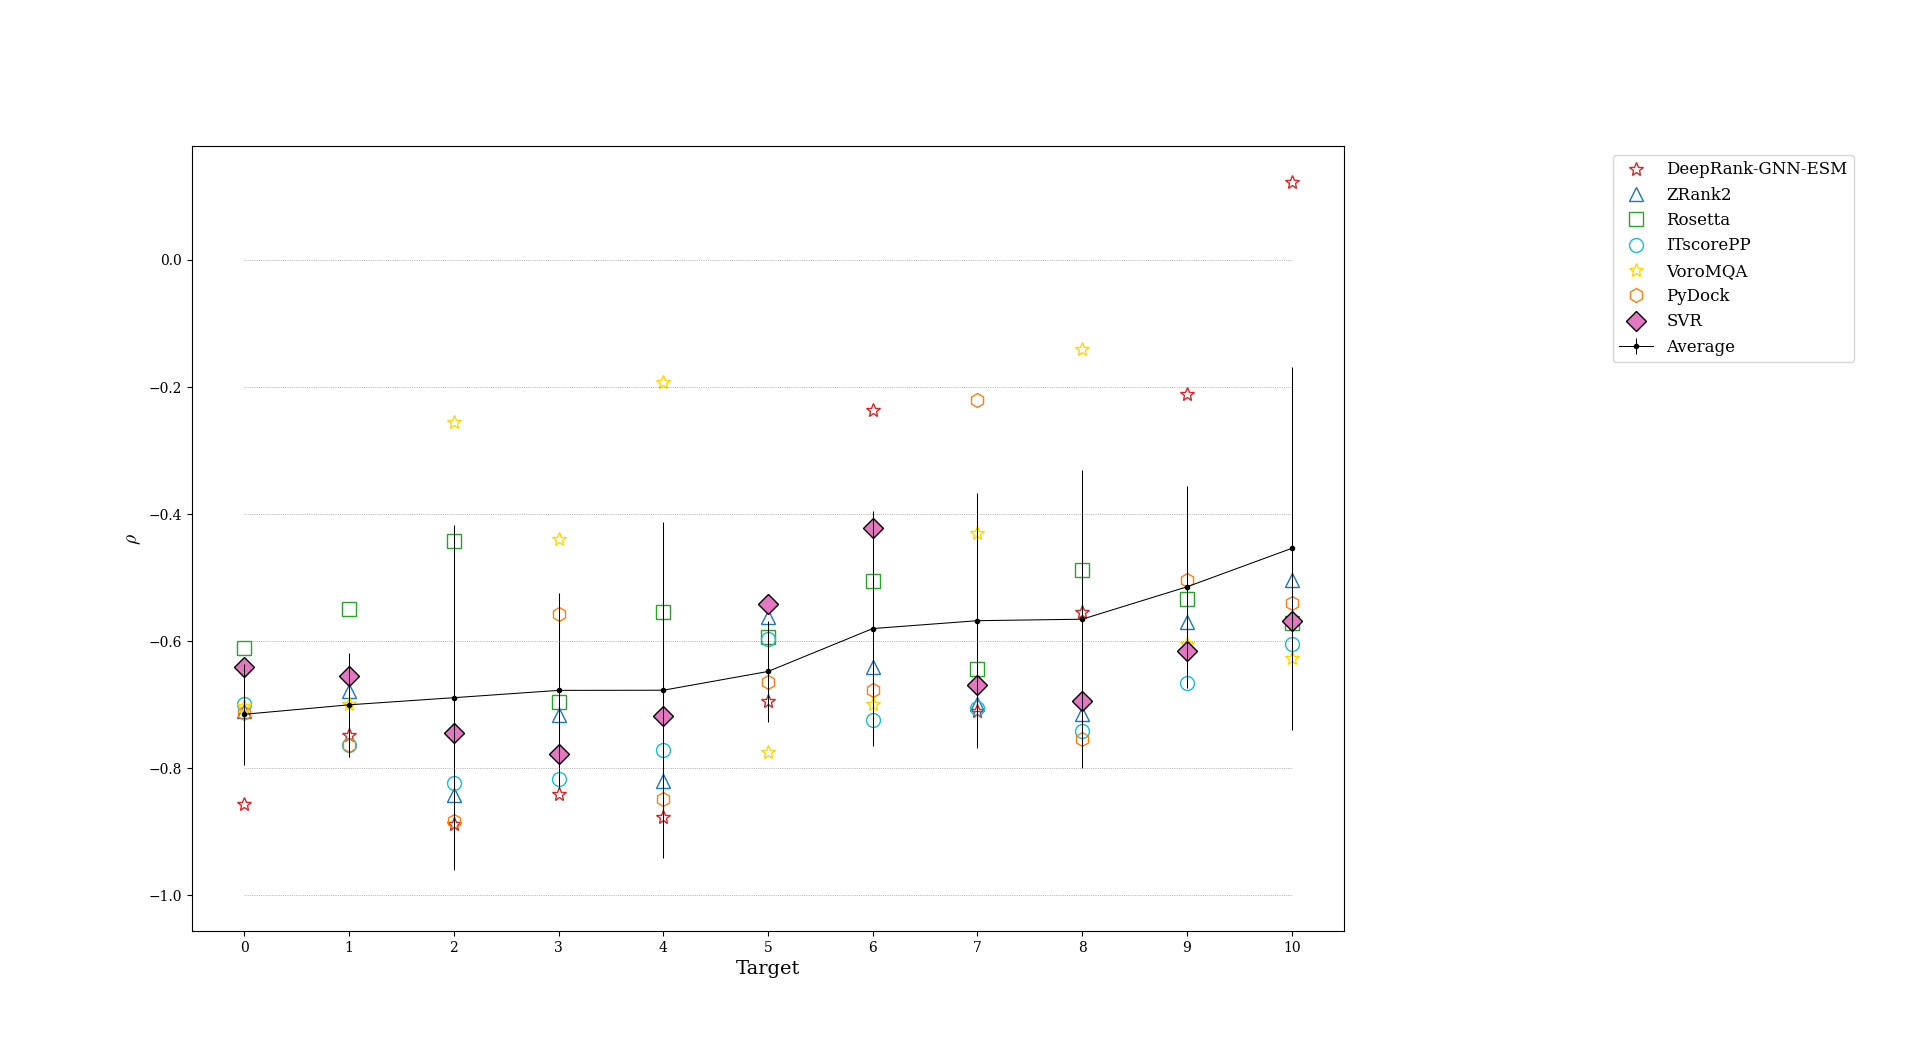 DeepRank-GNN-ESM
ZRank2
Rosetta
ITscorePP
VoroMQA
PyDock
SVR
Average
0.0
−0.2
−0.4
−0.6
−0.8
−1.0
ρ
0 1 2 3 4 5 6 7 8 9 10
Target